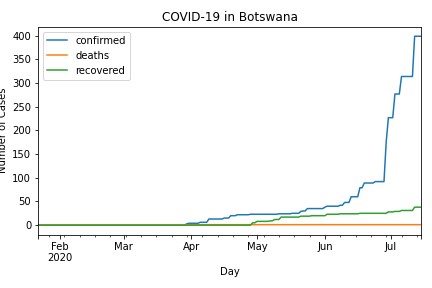 COVID-19 in Botswana
confirmed
deaths
recovered
400
350
300
250
200
150
100
50
0
Number of Cases
Feb
2020
Mar
Apr
May
Jun
Jul
Day